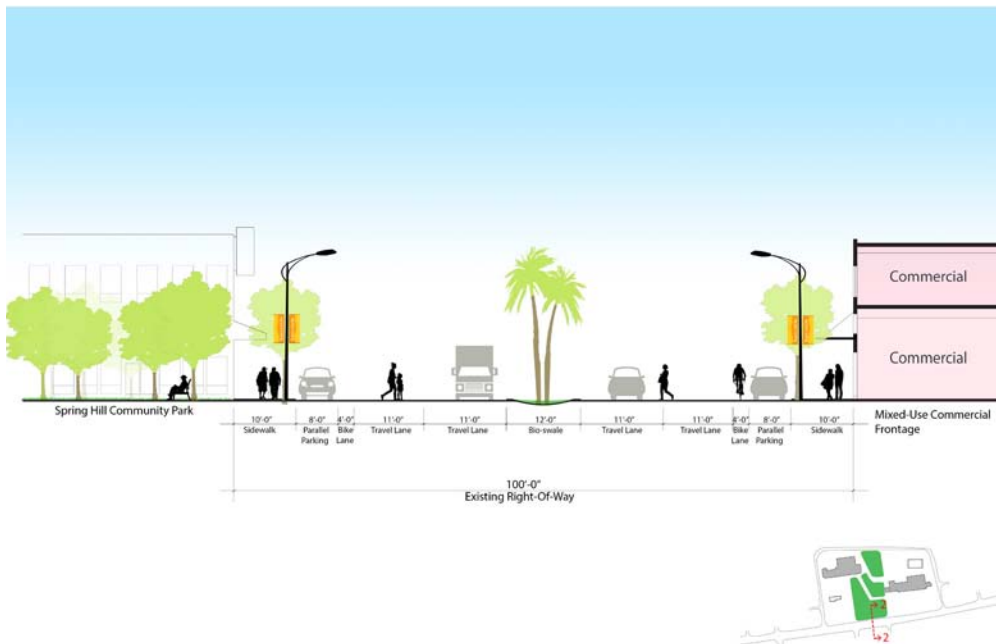 Commercial
Commercial
Spring Hill Community Park
10'-0"
Sidewalk
8'-0"
Parallel
Parking
4'-0"
Bike
Lane
11'-0"
Travel Lane
11'-0"
Travel Lane
12'-0"
Bio-swale
11'-0"
Travel Lane
11'-0"
Travel Lane
4'-0"
Bike
Lane
8'-0"
Parallel
Parking
10'-0"
Sidewalk
Mixed-Use Commercial
Frontage
100'-0"
Existing Right-Of-Way
2
2